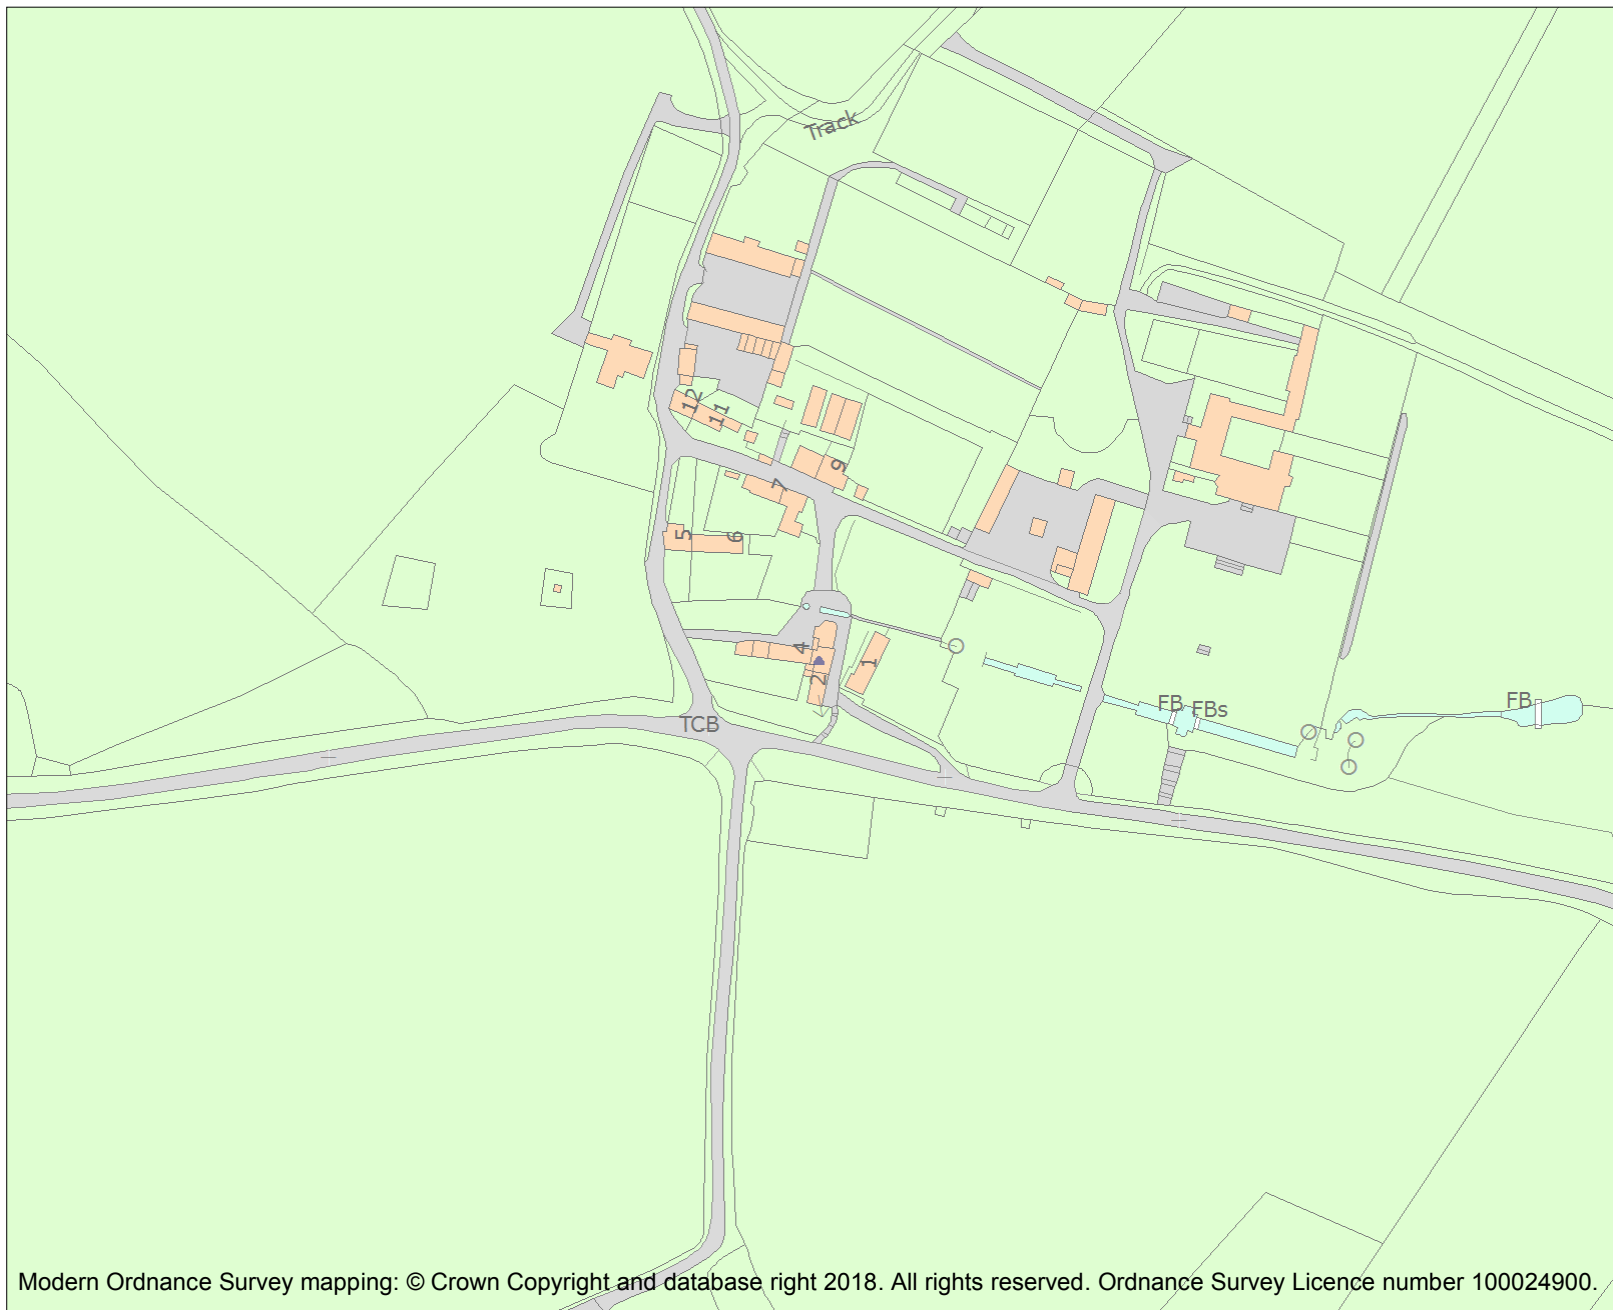 Track
12
11
9
7
5
6
4
1
2
TCB
FB
FBs
FB
Modern Ordnance Survey mapping: © Crown Copyright and database right 2018. All rights reserved. Ordnance Survey Licence number 100024900.